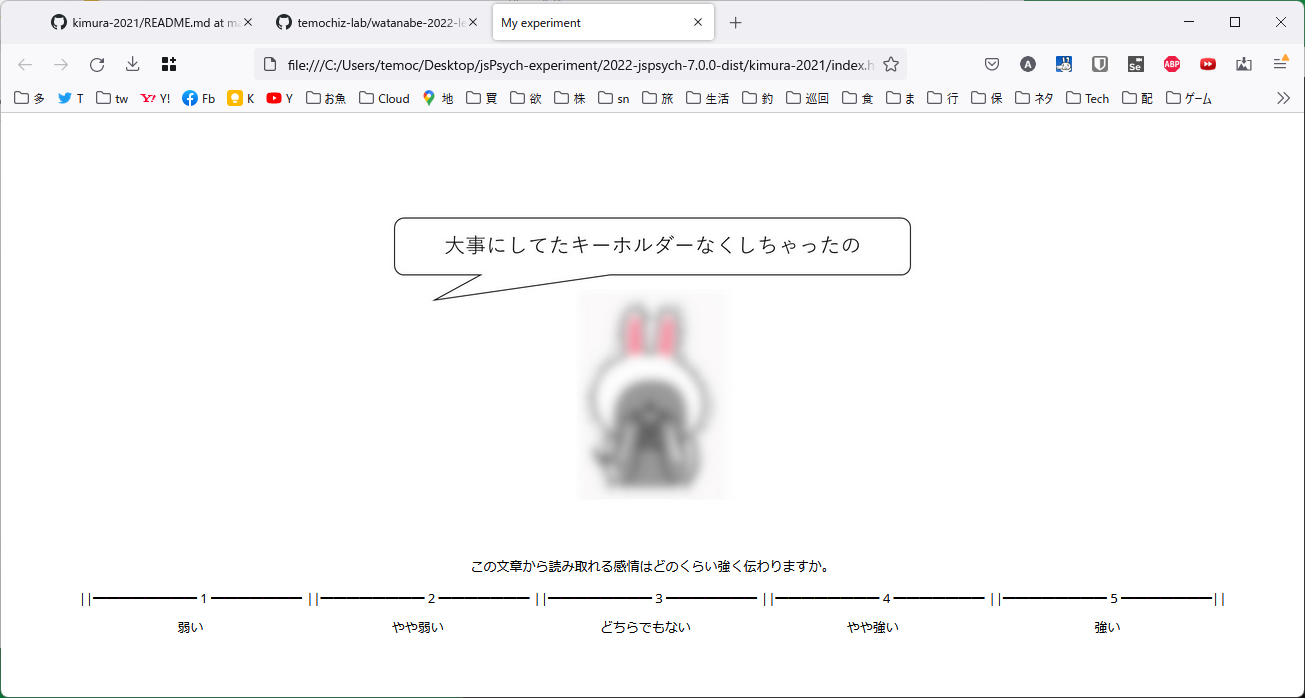 kimura-2021/README.md at ma
temochiz-lab/watanabe-2022-le
My experiment
file:///C:/Users/temoc/Desktop/jsPsych-experiment/2022-jspsych-7.0.0-dist/kimura-2021/index.h
A Se ABP
多 T tw Y! Y! Fb K Y お魚 Cloud 地 買 欲 株 sn 旅 生活 釣 巡回 食 ま 行 保 ネタ Tech 配 ゲーム
大事にしてたキーホルダーなくしちゃったの
この文章から読み取れる感情はどのくらい強く伝わりますか。
||━━━━━━━━ 1 ━━━━━━━ ||━━━━━━━━ 2 ━━━━━━━ ||━━━━━━━━ 3 ━━━━━━━ ||━━━━━━━━ 4 ━━━━━━━ ||━━━━━━━━ 5 ━━━━━━━||
弱い やや弱い どちらでもない やや強い 強い